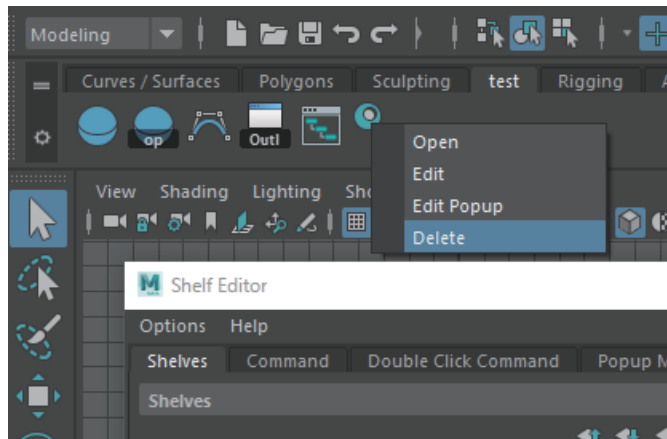 Modeling
Curves / Surfaces Polygons Sculpting test Rigging
op
Outl
Open
Edit
Edit Popup
Delete
View Shading Lighting
M Shelf Editor
Options Help
Shelves Command Double Click Command Popup
Shelves